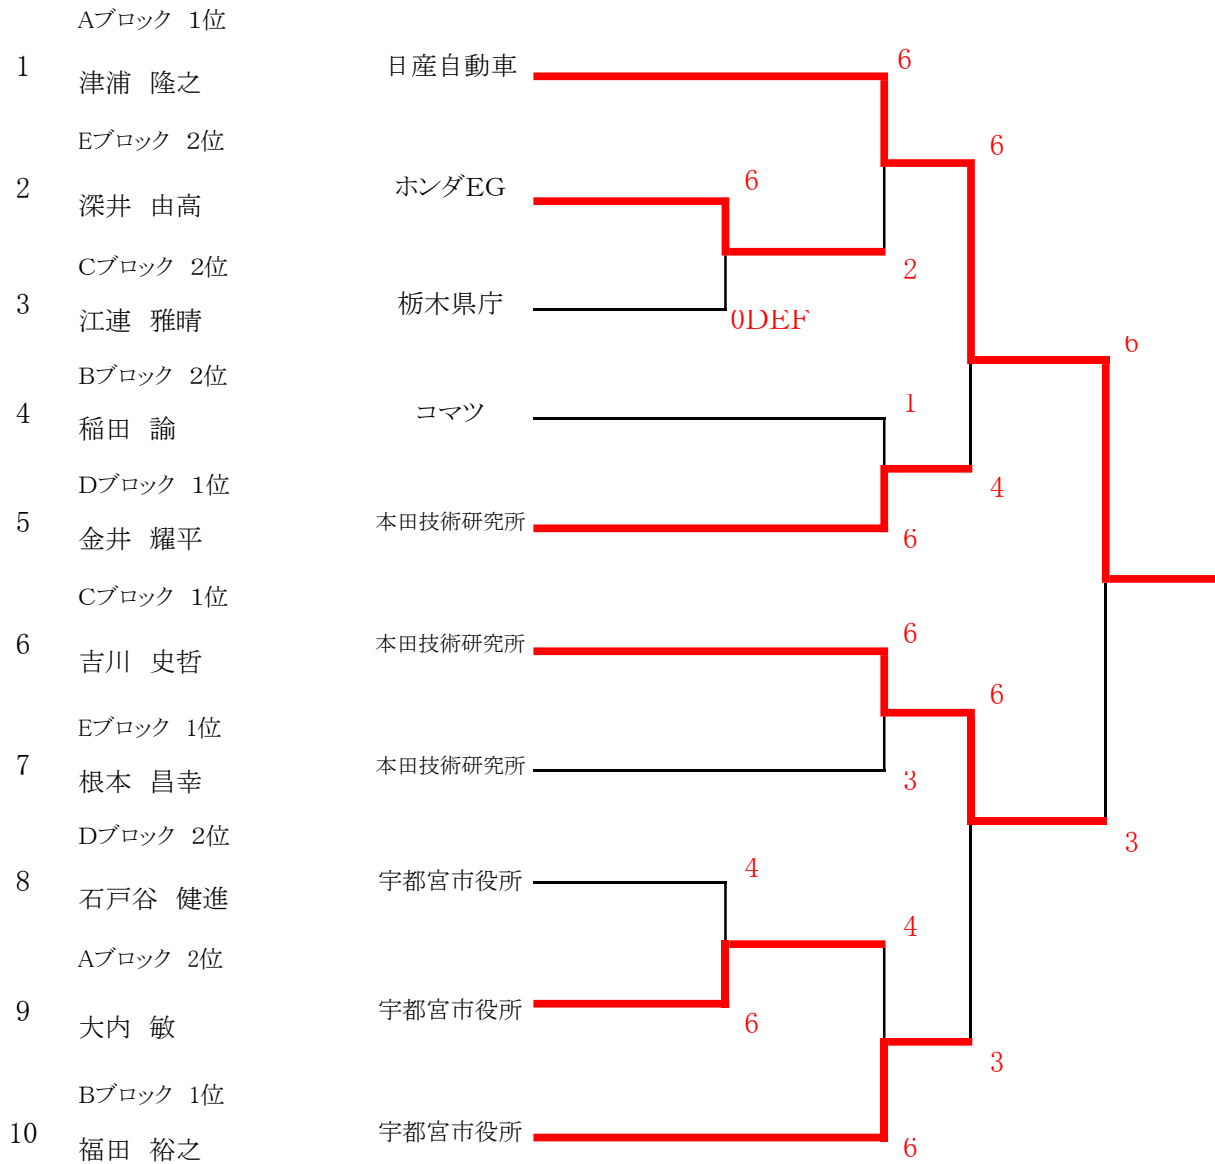 Aブロック 1位
1 津浦 隆之 日産自動車 6
Eブロック 2位 6
2 深井 由高 ホンダEG 6
Cブロック 2位 2
3 江連 雅晴 栃木県庁 0DEF
6
Bブロック 2位
4 稲田 諭 コマツ 1
Dブロック 1位 4
5 金井 耀平 本田技術研究所 6
Cブロック 1位
6 吉川 史哲 本田技術研究所 6
6
Eブロック 1位
7 根本 昌幸 本田技術研究所 3
Dブロック 2位 3
8 石戸谷 健進 宇都宮市役所 4
4
Aブロック 2位
9 大内 敏 宇都宮市役所 6
3
Bブロック 1位
10 福田 裕之 宇都宮市役所 6